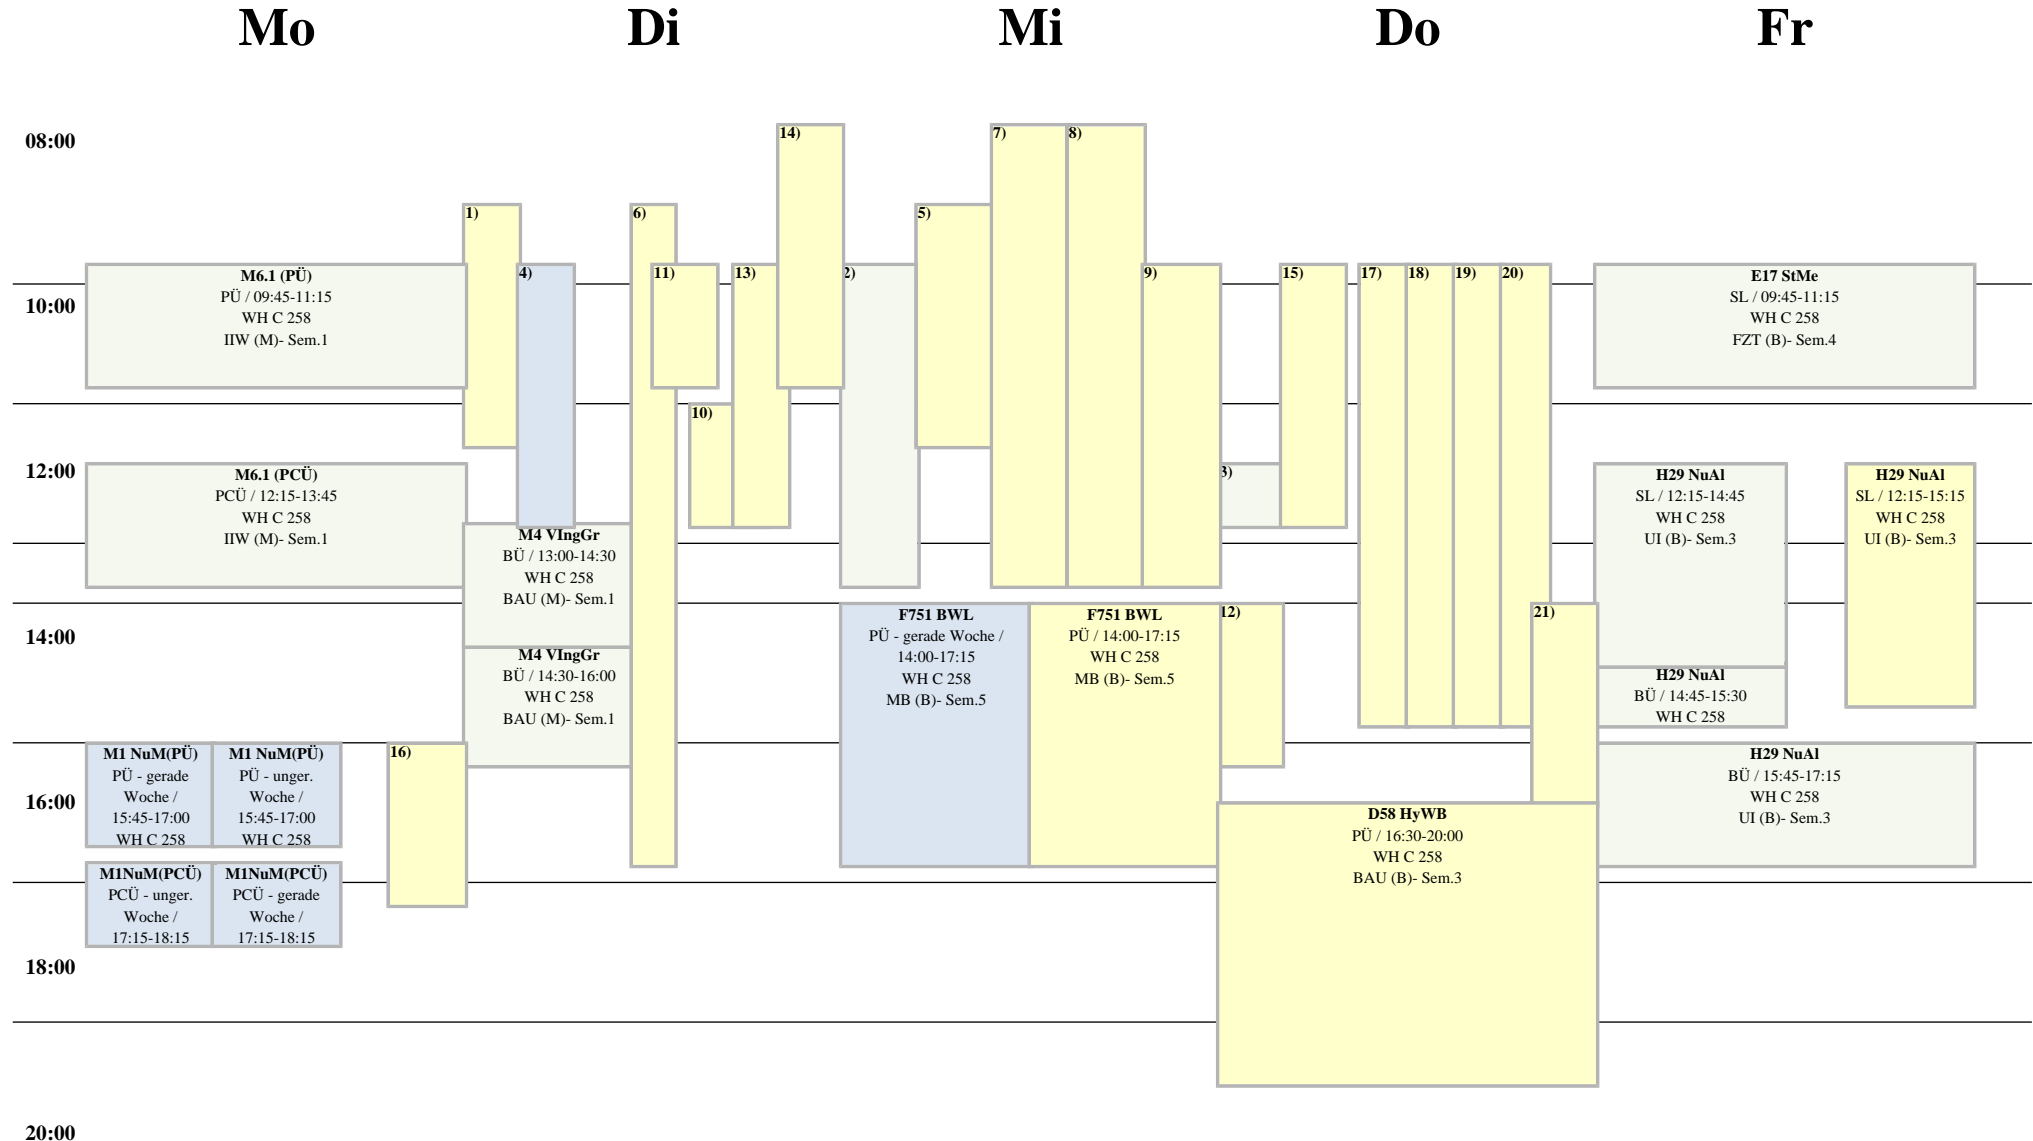 Mo
Di
Mi
Do
Fr
08:00
10:00
12:00
14:00
16:00
18:00
20:00
M6.1 (PÜ)
PÜ / 09:45-11:15
WH C 258
IIW (M)- Sem.1
M6.1 (PCÜ)
PCÜ / 12:15-13:45
WH C 258
IIW (M)- Sem.1
M1 NuM(PÜ)
PÜ - gerade
Woche /
15:45-17:00
WH C 258
M1 NuM(PÜ)
PÜ - unger.
Woche /
15:45-17:00
WH C 258
M1NuM(PCÜ)
PCÜ - unger.
Woche /
17:15-18:15
M1NuM(PCÜ)
PCÜ - gerade
Woche /
17:15-18:15
16)
1)
4)
M4 VIngGr
BÜ / 13:00-14:30
WH C 258
BAU (M)- Sem.1
M4 VIngGr
BÜ / 14:30-16:00
WH C 258
BAU (M)- Sem.1
6)
11)
10)
13)
14)
2)
5)
7)
8)
9)
F751 BWL
PÜ - gerade Woche /
14:00-17:15
WH C 258
MB (B)- Sem.5
F751 BWL
PÜ / 14:00-17:15
WH C 258
MB (B)- Sem.5
3)
15)
17)
18)
19)
20)
12)
21)
D58 HyWB
PÜ / 16:30-20:00
WH C 258
BAU (B)- Sem.3
E17 StMe
SL / 09:45-11:15
WH C 258
FZT (B)- Sem.4
H29 NuAl
SL / 12:15-14:45
WH C 258
UI (B)- Sem.3
H29 NuAl
SL / 12:15-15:15
WH C 258
UI (B)- Sem.3
H29 NuAl
BÜ / 14:45-15:30
WH C 258
H29 NuAl
BÜ / 15:45-17:15
WH C 258
UI (B)- Sem.3